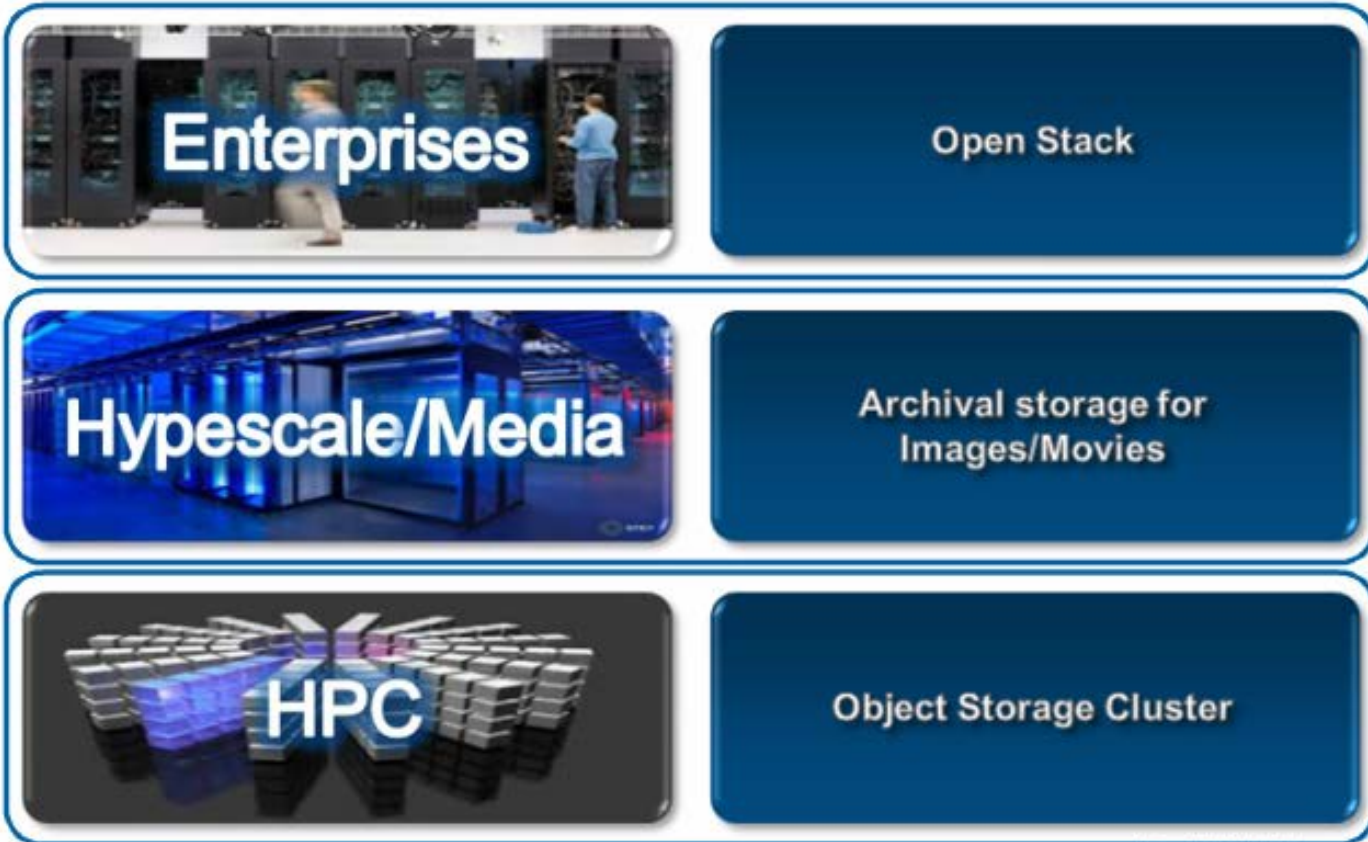 Enterprises
Open Stack
Hypescale/Media
Archival storage for
Images/Movies
HPC
Object Storage Cluster